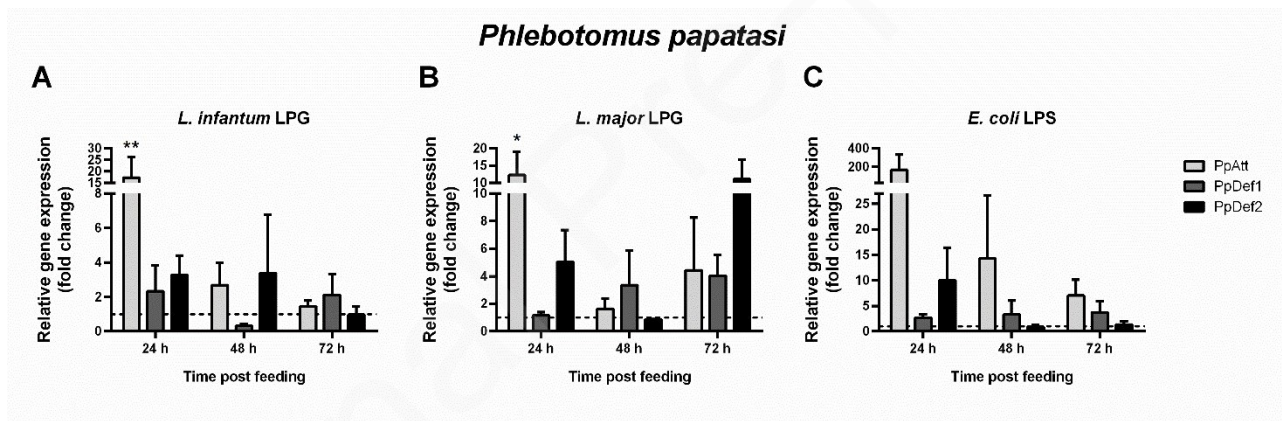 Phlebotomus papatasi
A
L. infantum LPG
Relative gene expression
(fold change)
30
25
20
15
8
6
4
2
0
**
24 h
48 h
72 h
Time post feeding
B
L. major LPG
Relative gene expression
(fold change)
20
15
10
8
6
4
2
0
*
24 h
48 h
72 h
Time post feeding
C
E. coli LPS
Relative gene expression
(fold change)
400
200
25
20
15
10
5
0
24 h
48 h
72 h
Time post feeding
PpAtt
PpDef1
PpDef2